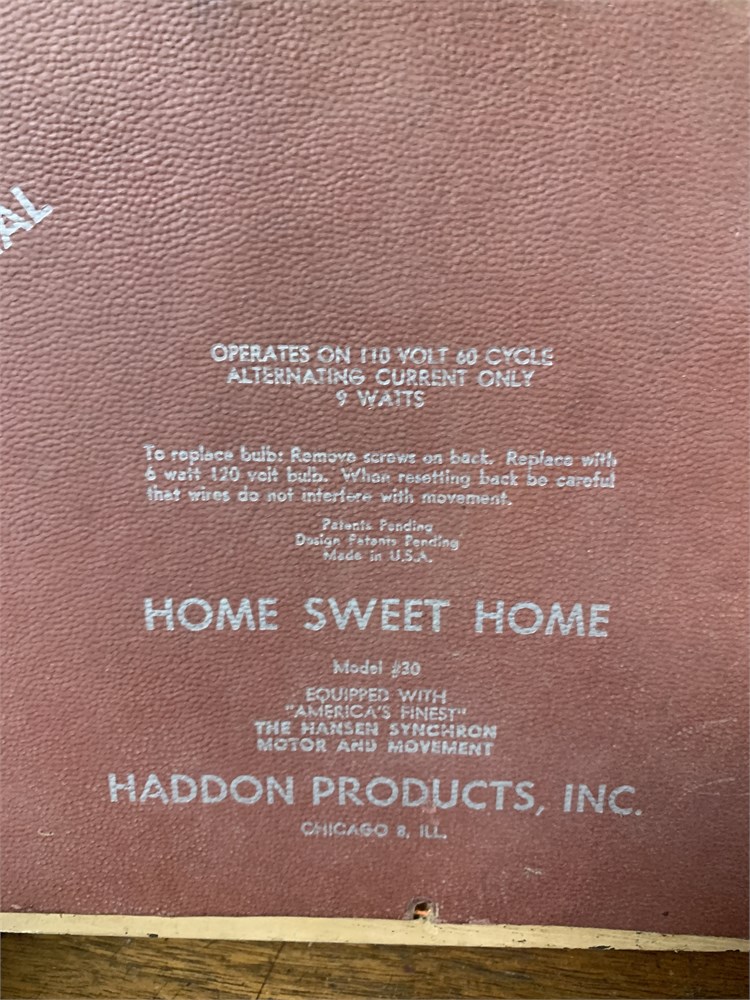 AL
OPERATES ON 110 VOLT 60 CYCLE
ALTERNATING CURRENT ONLY
9 WATTS
To replace bulb: Remove screws on back. Replace with
6 watt 120 volt bulb. When resetting back be careful
that wires do not interfere with movement.
Patents Pending
Design Patents Pending
Made in U.S.A.
HOME SWEET HOME
Model #30
EQUIPPED WITH
"AMERICA'S FINEST"
THE HANSEN SYNCHRON
MOTOR AND MOVEMENT
HADDON PRODUCTS, INC.
CHICAGO 8, ILL.